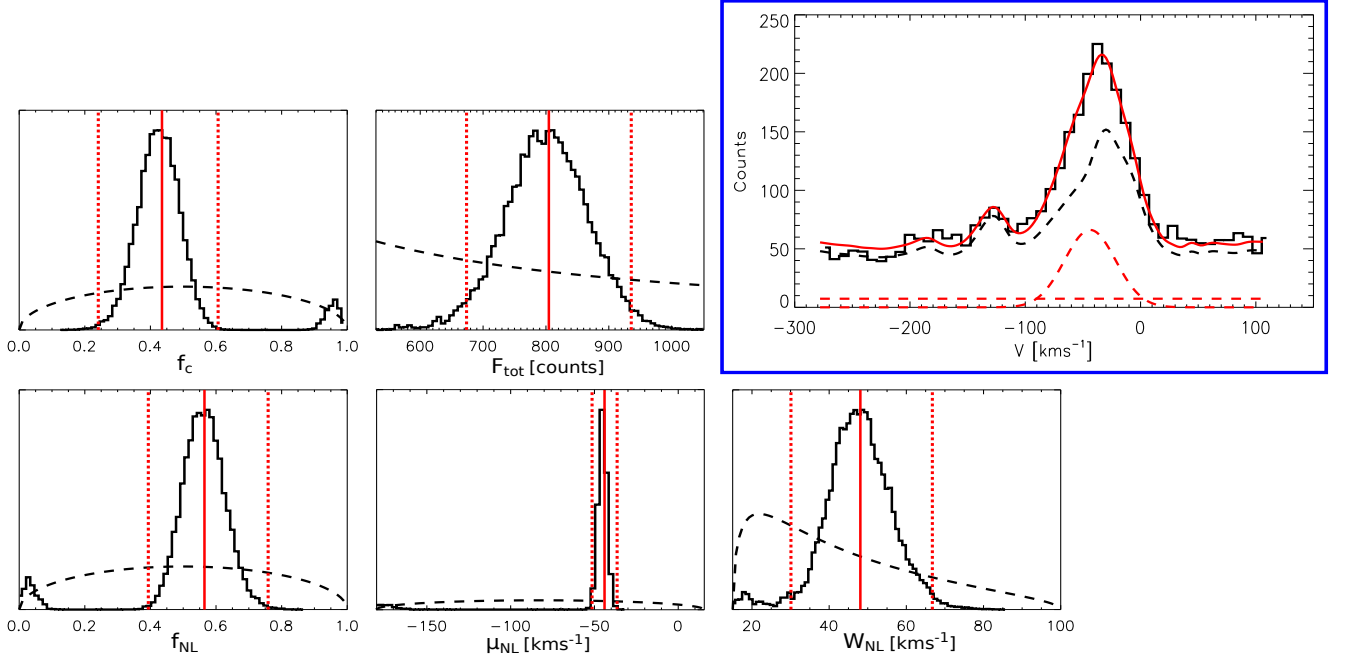 250
200
150
100
50
0
Counts
−300 −200 −100 0 100
V [kms⁻¹]
0.0 0.2 0.4 0.6 0.8 1.0
f_c
600 700 800 900 1000
F_tot [counts]
0.0 0.2 0.4 0.6 0.8 1.0
f_NL
−150 −100 −50 0
μ_NL [kms⁻¹]
20 40 60 80 100
W_NL [kms⁻¹]